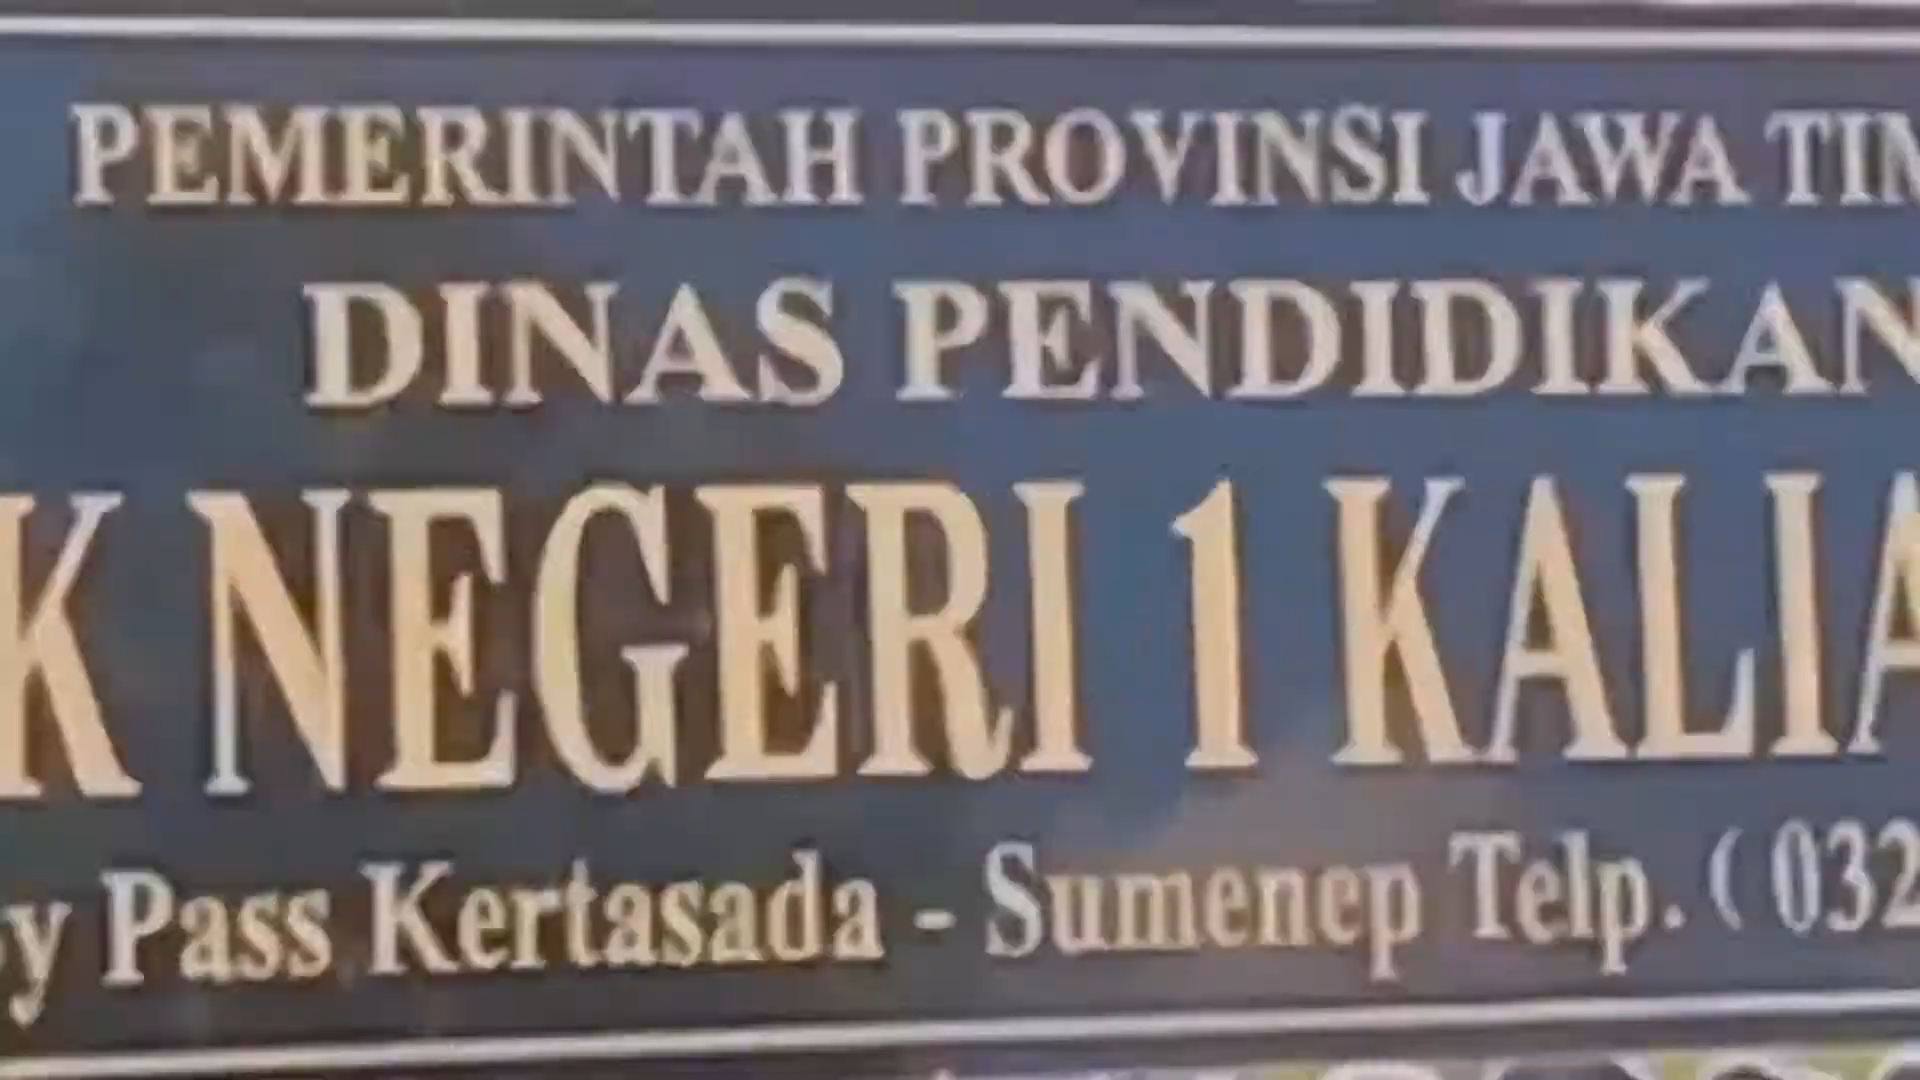 PEMERINTAH PROVINSI JAWA TIM
DINAS PENDIDIKAN
K NEGERI 1 KALIA
y Pass Kertasada - Sumenep Telp. ( 032